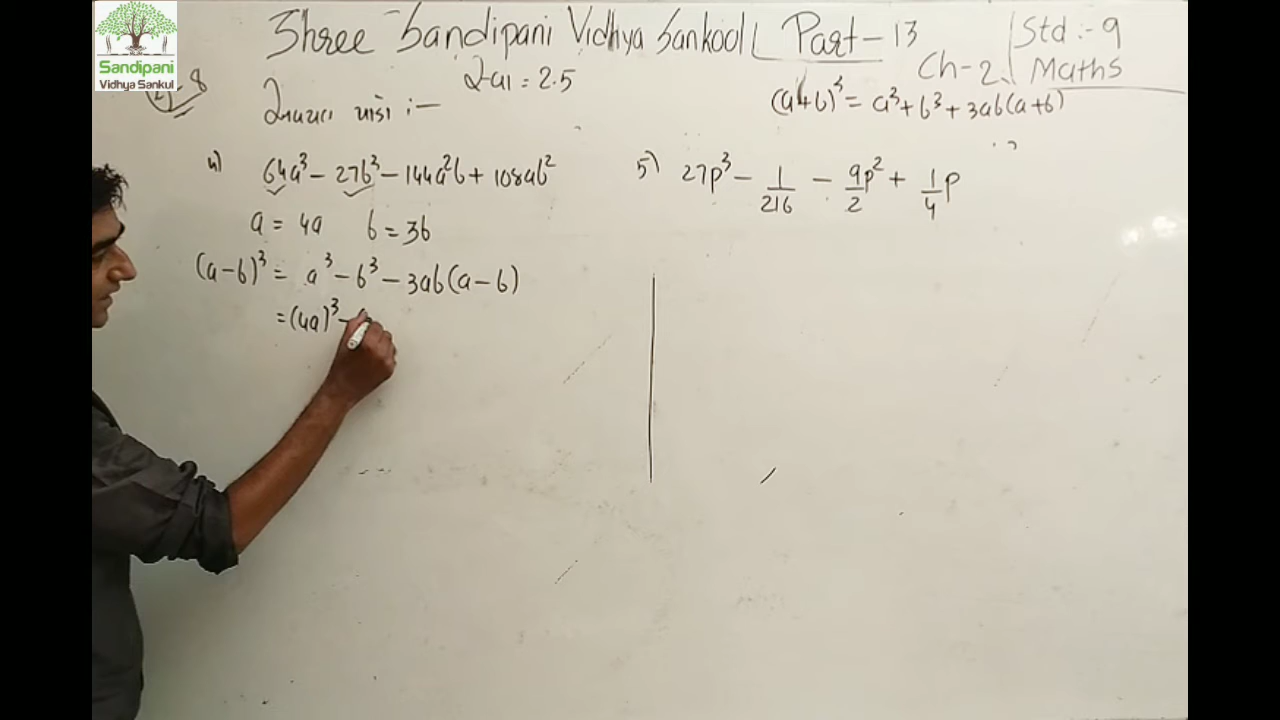 Sandipani
Vidhya Sankul
Shree Sandipani Vidhya Sankool Part-13
Std :- 9
Ch-2 Maths
સ્વા = 2.5
8
અવયવ પાડો :-
(a+b)³ = a³+b³+3ab(a+b)
4) 64a³ - 27b³ - 144a²b + 108ab²
a = 4a b = 3b
(a-b)³ = a³ - b³ - 3ab(a-b)
= (4a)³ -
5) 27p³ - 1/216 - 9p²/2 + 1/4 p